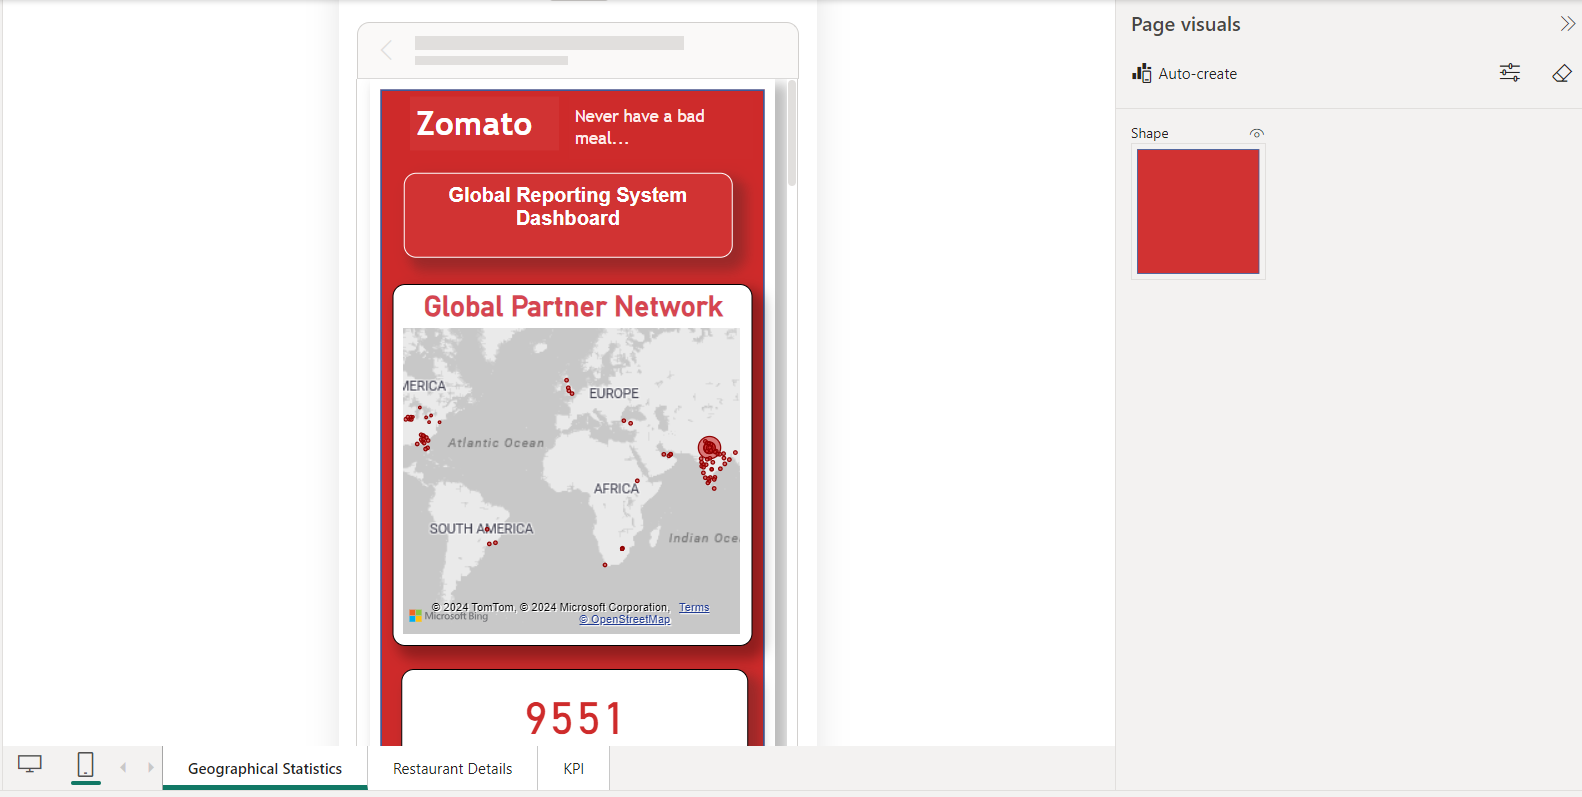 Page visuals
Auto-create
Shape
Zomato
Never have a bad
meal...
Global Reporting System
Dashboard
Global Partner Network
MERICA
EUROPE
Atlantic Ocean
AFRICA
SOUTH AMERICA
Indian Oce
© 2024 TomTom, © 2024 Microsoft Corporation, Terms
© OpenStreetMap
Microsoft Bing
9551
Geographical Statistics
Restaurant Details
KPI